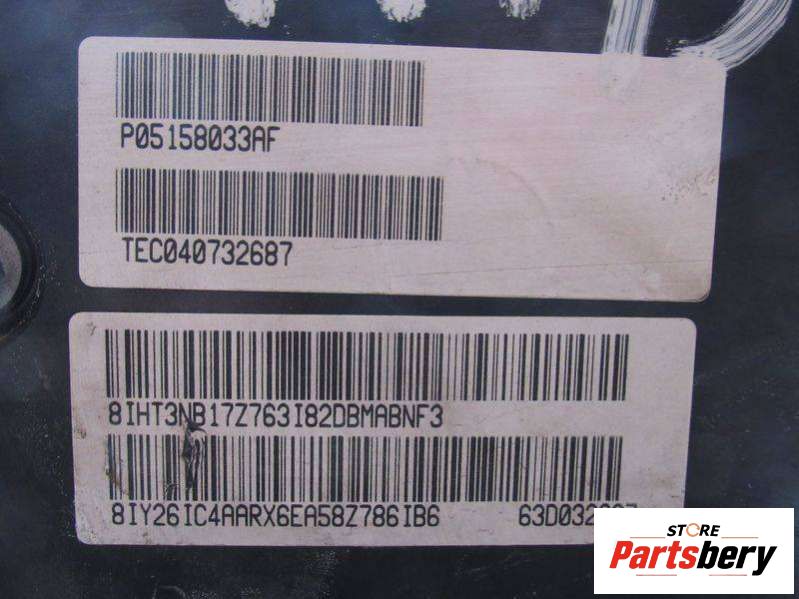 P05158033AF
TEC040732687
8IHT3NB17Z763I82DBMABNF3
8IY26IC4AARX6EA58Z786IB6
STORE
Partsbery